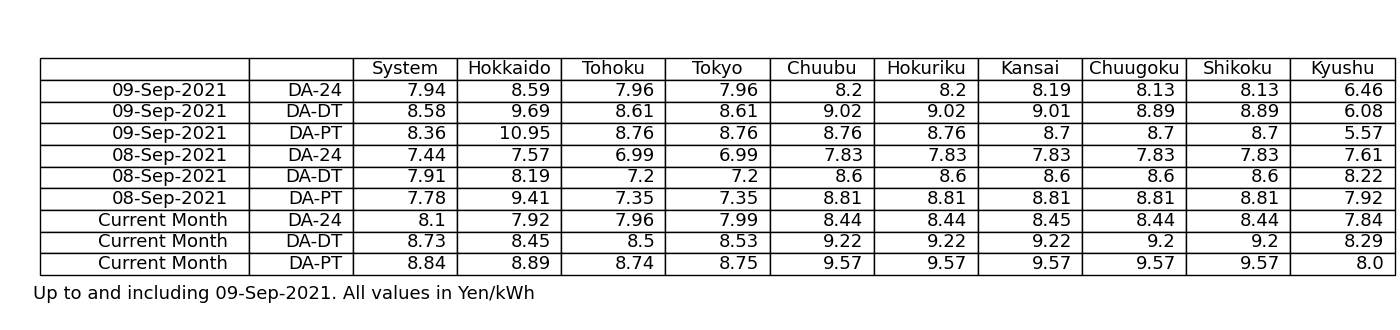 System Hokkaido Tohoku Tokyo Chuubu Hokuriku Kansai Chuugoku Shikoku Kyushu
09-Sep-2021 DA-24 7.94 8.59 7.96 7.96 8.2 8.2 8.19 8.13 8.13 6.46
09-Sep-2021 DA-DT 8.58 9.69 8.61 8.61 9.02 9.02 9.01 8.89 8.89 6.08
09-Sep-2021 DA-PT 8.36 10.95 8.76 8.76 8.76 8.76 8.7 8.7 8.7 5.57
08-Sep-2021 DA-24 7.44 7.57 6.99 6.99 7.83 7.83 7.83 7.83 7.83 7.61
08-Sep-2021 DA-DT 7.91 8.19 7.2 7.2 8.6 8.6 8.6 8.6 8.6 8.22
08-Sep-2021 DA-PT 7.78 9.41 7.35 7.35 8.81 8.81 8.81 8.81 8.81 7.92
Current Month DA-24 8.1 7.92 7.96 7.99 8.44 8.44 8.45 8.44 8.44 7.84
Current Month DA-DT 8.73 8.45 8.5 8.53 9.22 9.22 9.22 9.2 9.2 8.29
Current Month DA-PT 8.84 8.89 8.74 8.75 9.57 9.57 9.57 9.57 9.57 8.0
Up to and including 09-Sep-2021. All values in Yen/kWh